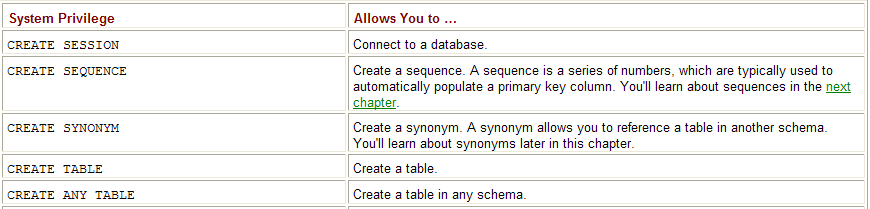 System Privilege
Allows You to ...
CREATE SESSION
Connect to a database.
CREATE SEQUENCE
Create a sequence. A sequence is a series of numbers, which are typically used to
automatically populate a primary key column. You'll learn about sequences in the next
chapter.
CREATE SYNONYM
Create a synonym. A synonym allows you to reference a table in another schema.
You'll learn about synonyms later in this chapter.
CREATE TABLE
Create a table.
CREATE ANY TABLE
Create a table in any schema.